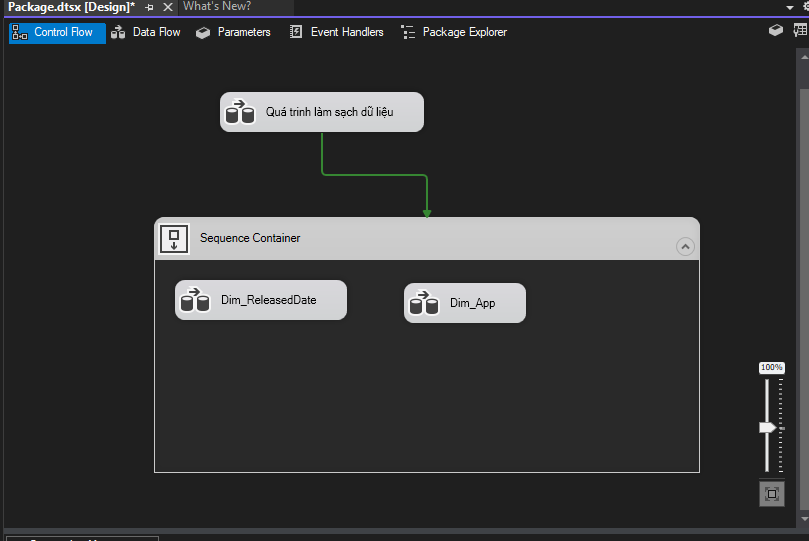 Package.dtsx [Design]*
What's New?
Control Flow
Data Flow
Parameters
Event Handlers
Package Explorer
Quá trinh làm sạch dữ liệu
Sequence Container
Dim_ReleasedDate
Dim_App
100%